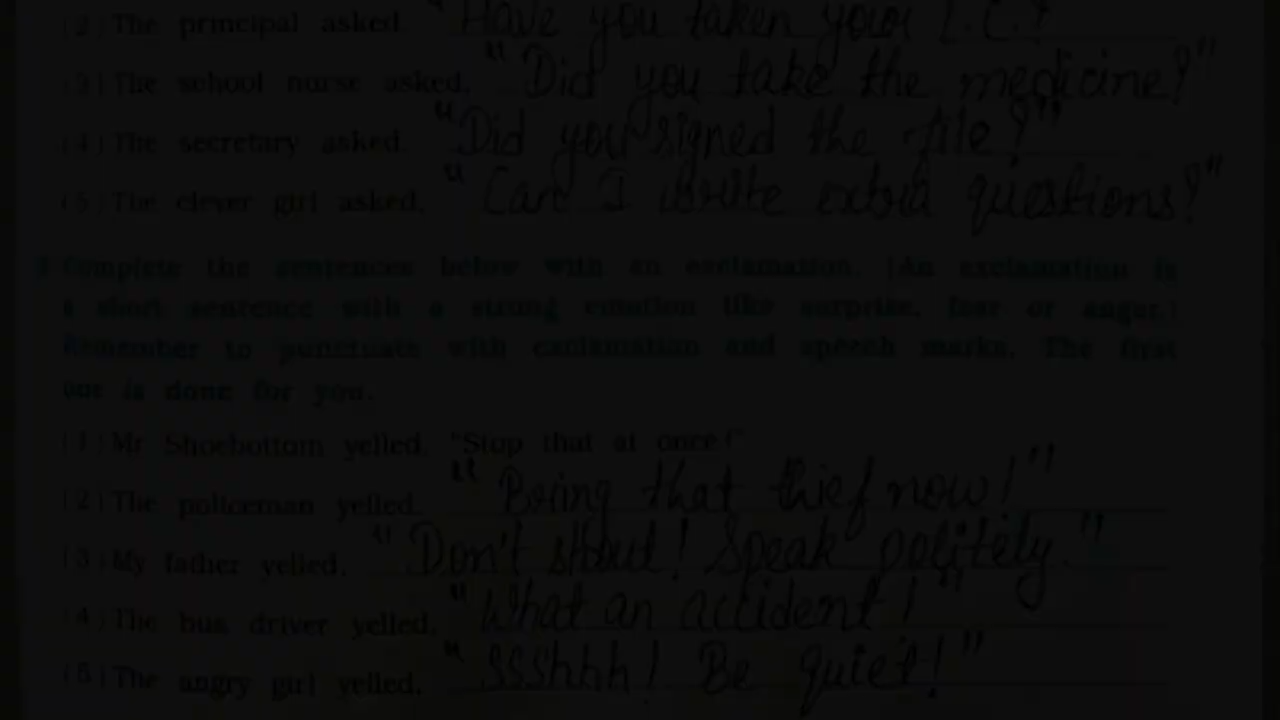 (2) The principal asked, "Have you taken your L.C.?
(3) The school nurse asked, "Did you take the medicine?"
(4) The secretary asked, "Did you signed the file?"
(5) The clever girl asked, "Can I write extra questions?"
Complete the sentences below with an exclamation. (An exclamation is
a short sentence with a strong emotion like surprise, fear or anger.)
Remember to punctuate with exclamation and speech marks. The first
one is done for you.
(1) Mr Shoebottom yelled, "Stop that at once!"
(2) The policeman yelled, "Bring that thief now!"
(3) My father yelled, "Don't shout! Speak politely."
(4) The bus driver yelled, "What an accident!"
(5) The angry girl yelled, "Ssshhh! Be quiet!"